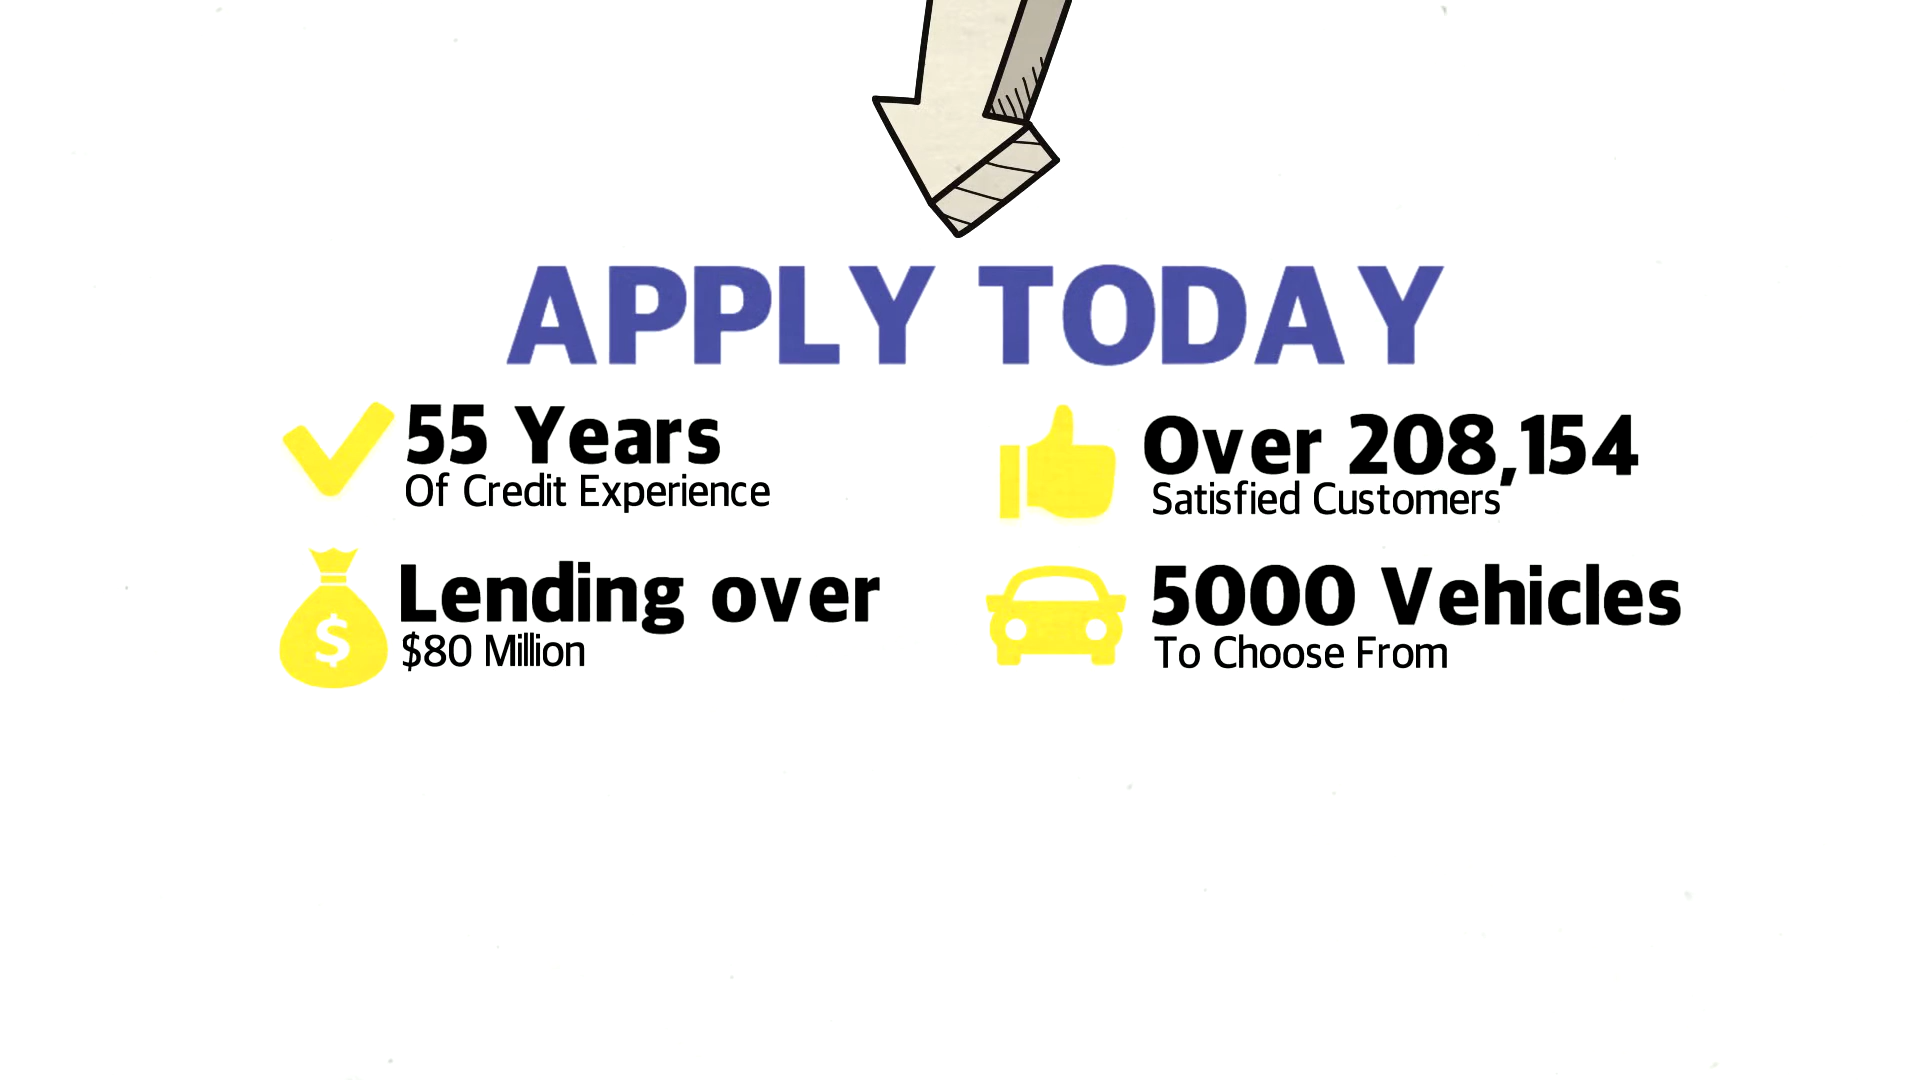 APPLY TODAY
55 Years
Of Credit Experience
Over 208,154
Satisfied Customers
$
Lending over
$80 Million
5000 Vehicles
To Choose From